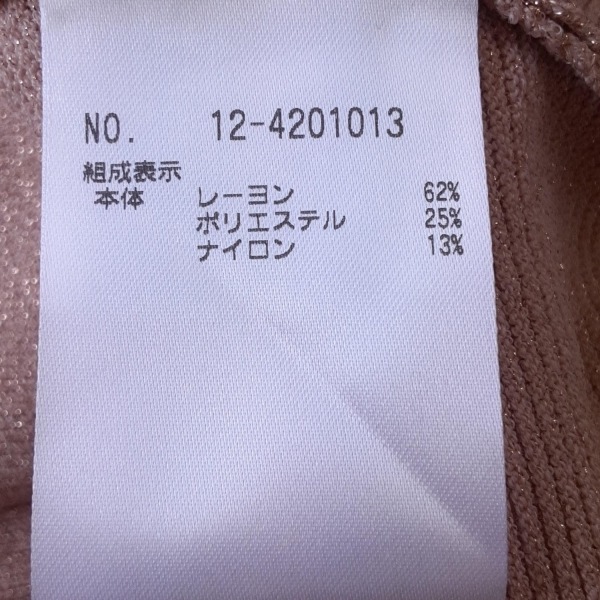 NO. 12-4201013
組成表示
本体 レーヨン 62%
ポリエステル 25%
ナイロン 13%